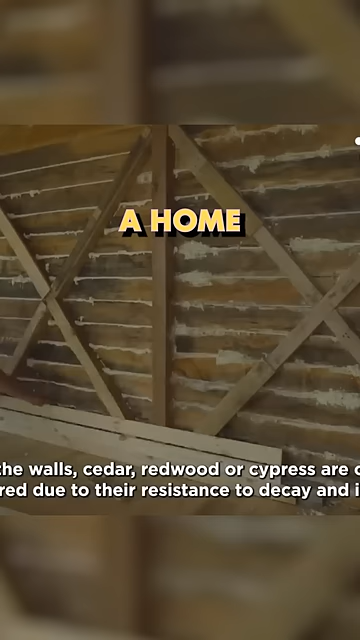 A HOME
the walls, cedar, redwood or cypress are
red due to their resistance to decay and